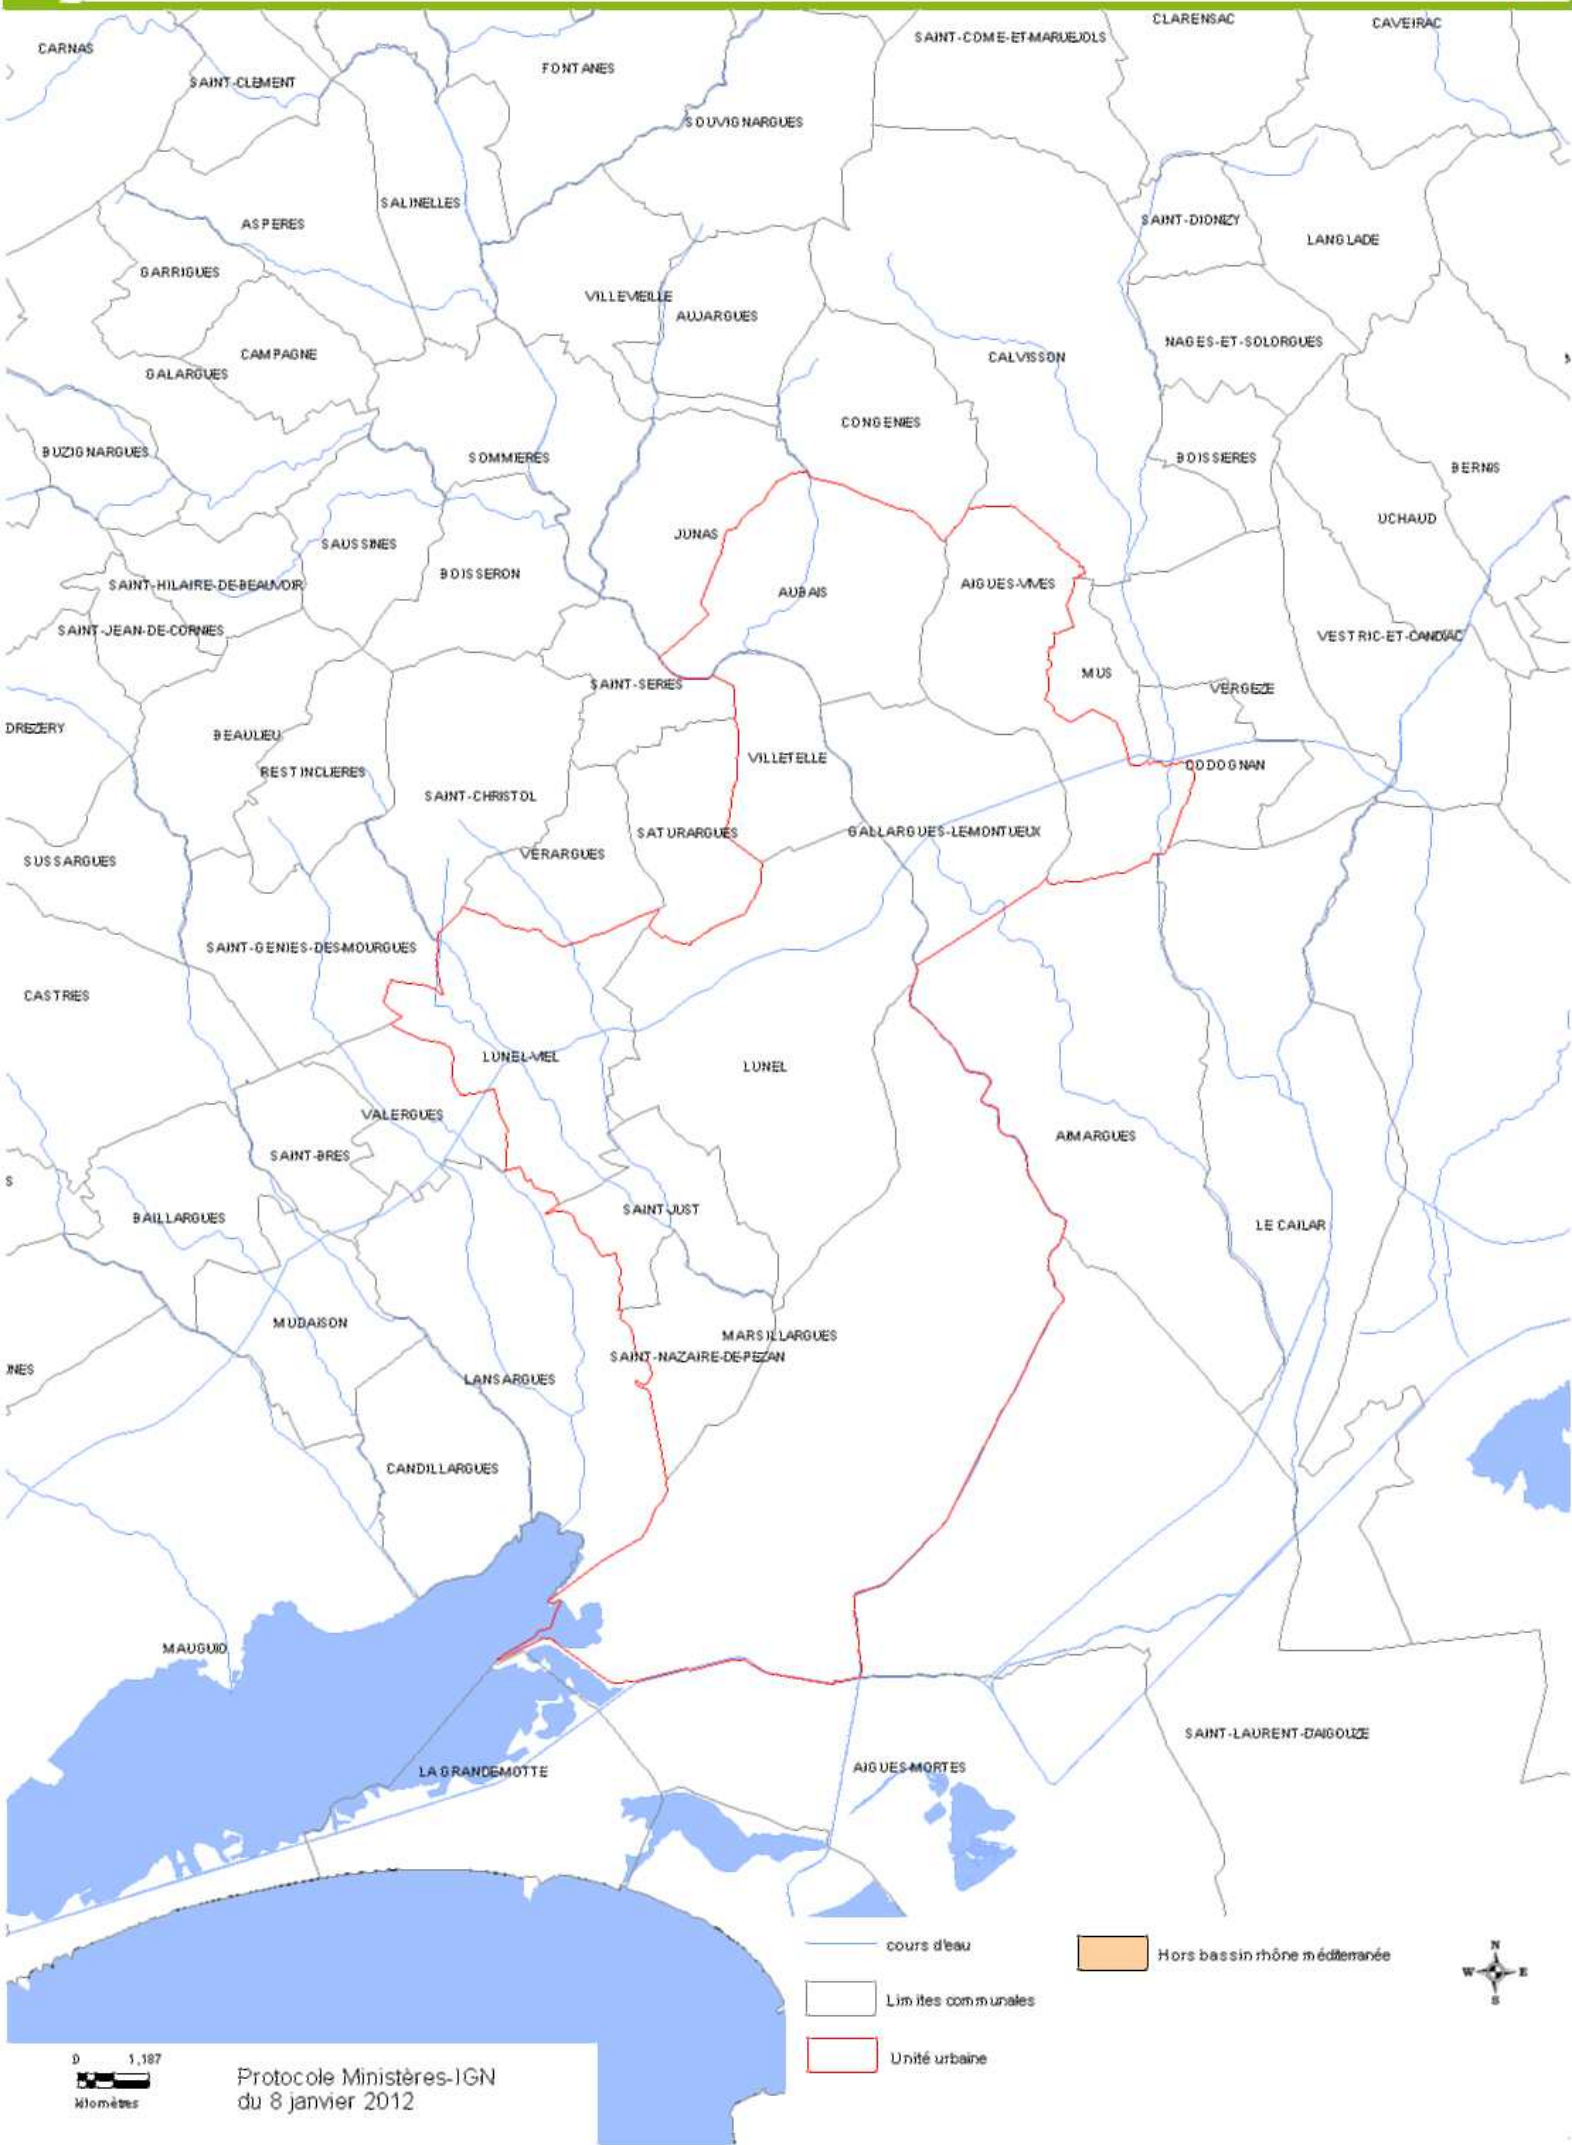 CLARENSAC
CAVEIRAC
SAINT-COME-ET-MARUEJOLS
CARNAS
FONTANES
SAINT-CLEMENT
SOUVIGNARGUES
SALINELLES
SAINT-DIONIZY
ASPERES
LANGLADE
GARRIGUES
VILLEVIEILLE
AUJARGUES
NAGES-ET-SOLORGUES
CAMPAGNE
CALVISSON
GALARGUES
CONGENIES
BUZIGNARGUES
SOMMIERES
BOISSIERES
BERNIS
UCHAUD
JUNAS
SAUSSINES
BOISSERON
SAINT-HILAIRE-DE-BEAUVOIR
AIGUES-VIVES
AUBAIS
SAINT-JEAN-DE-CORNIES
VESTRIC-ET-CANDIAC
MUS
SAINT-SERIES
VERGEZE
DREZERY
BEAULIEU
VILLETELLE
CODOGNAN
RESTINCLIERES
SAINT-CHRISTOL
SATURARGUES
GALLARGUES-LE-MONTUEUX
VERARGUES
SUSSARGUES
SAINT-GENIES-DES-MOURGUES
CASTRIES
LUNEL-VIEL
LUNEL
VALERGUES
AIMARGUES
SAINT-BRES
S
SAINT-JUST
BAILLARGUES
LE CAILAR
MUDAISON
MARSILLARGUES
SAINT-NAZAIRE-DE-PEZAN
NES
LANSARGUES
CANDILLARGUES
MAUGUIO
SAINT-LAURENT-D'AIGOUZE
AIGUES-MORTES
LA GRANDE-MOTTE
cours d'eau
Hors bassin rhône méditerranée
Limites communales
Unité urbaine
N
W E
S
0 1,187
kilomètres
Protocole Ministères-IGN
du 8 janvier 2012